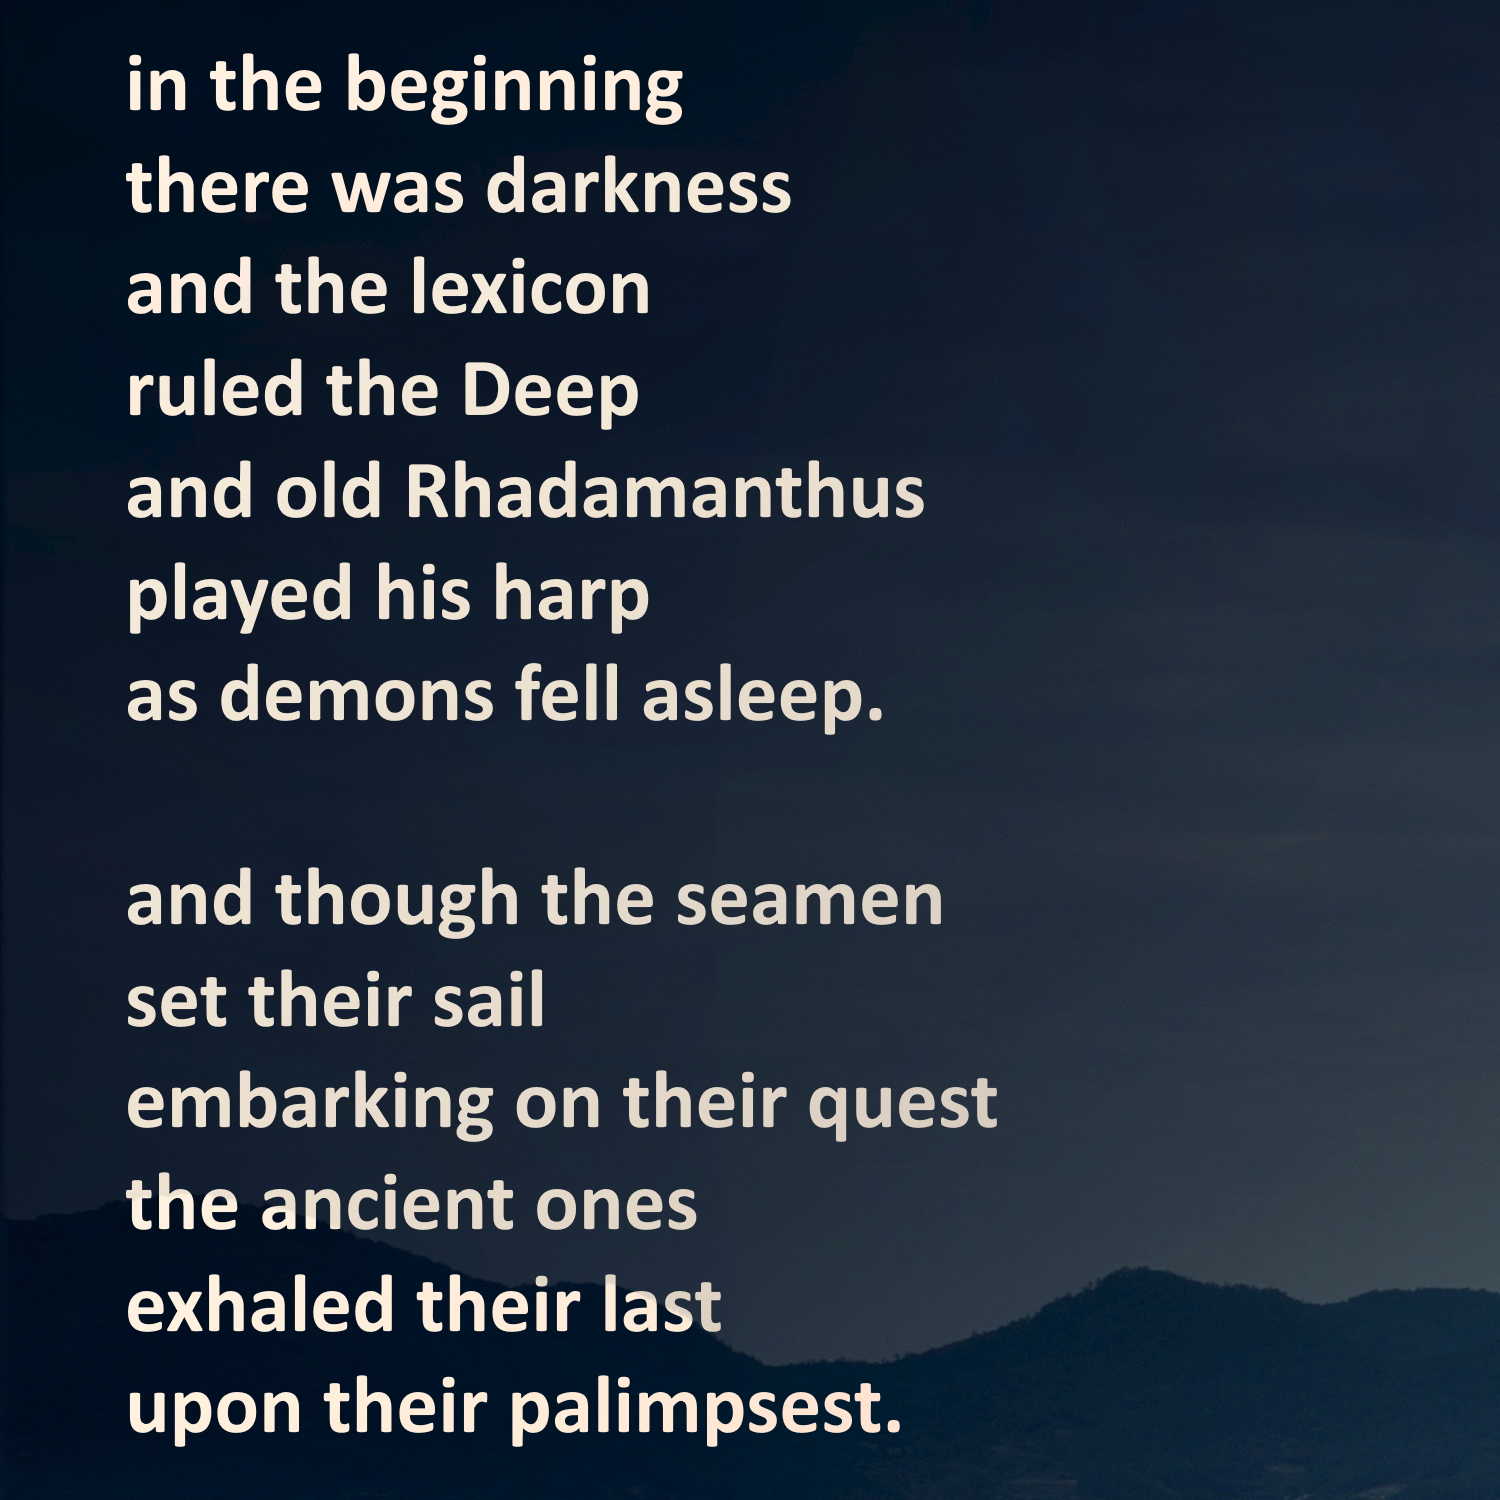 in the beginning
there was darkness
and the lexicon
ruled the Deep
and old Rhadamanthus
played his harp
as demons fell asleep.
and though the seamen
set their sail
embarking on their quest
the ancient ones
exhaled their last
upon their palimpsest.